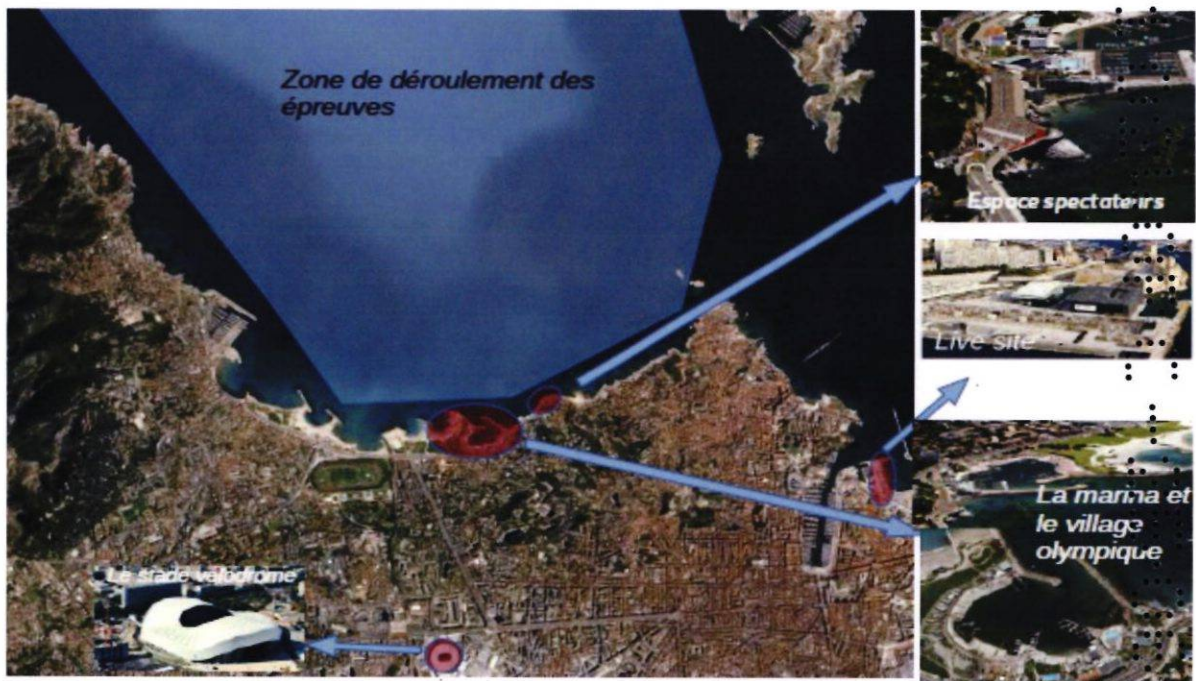 Zone de déroulement des
épreuves
Espace spectateurs
Live site
La marina et
le village
olympique
Le stade vélodrome